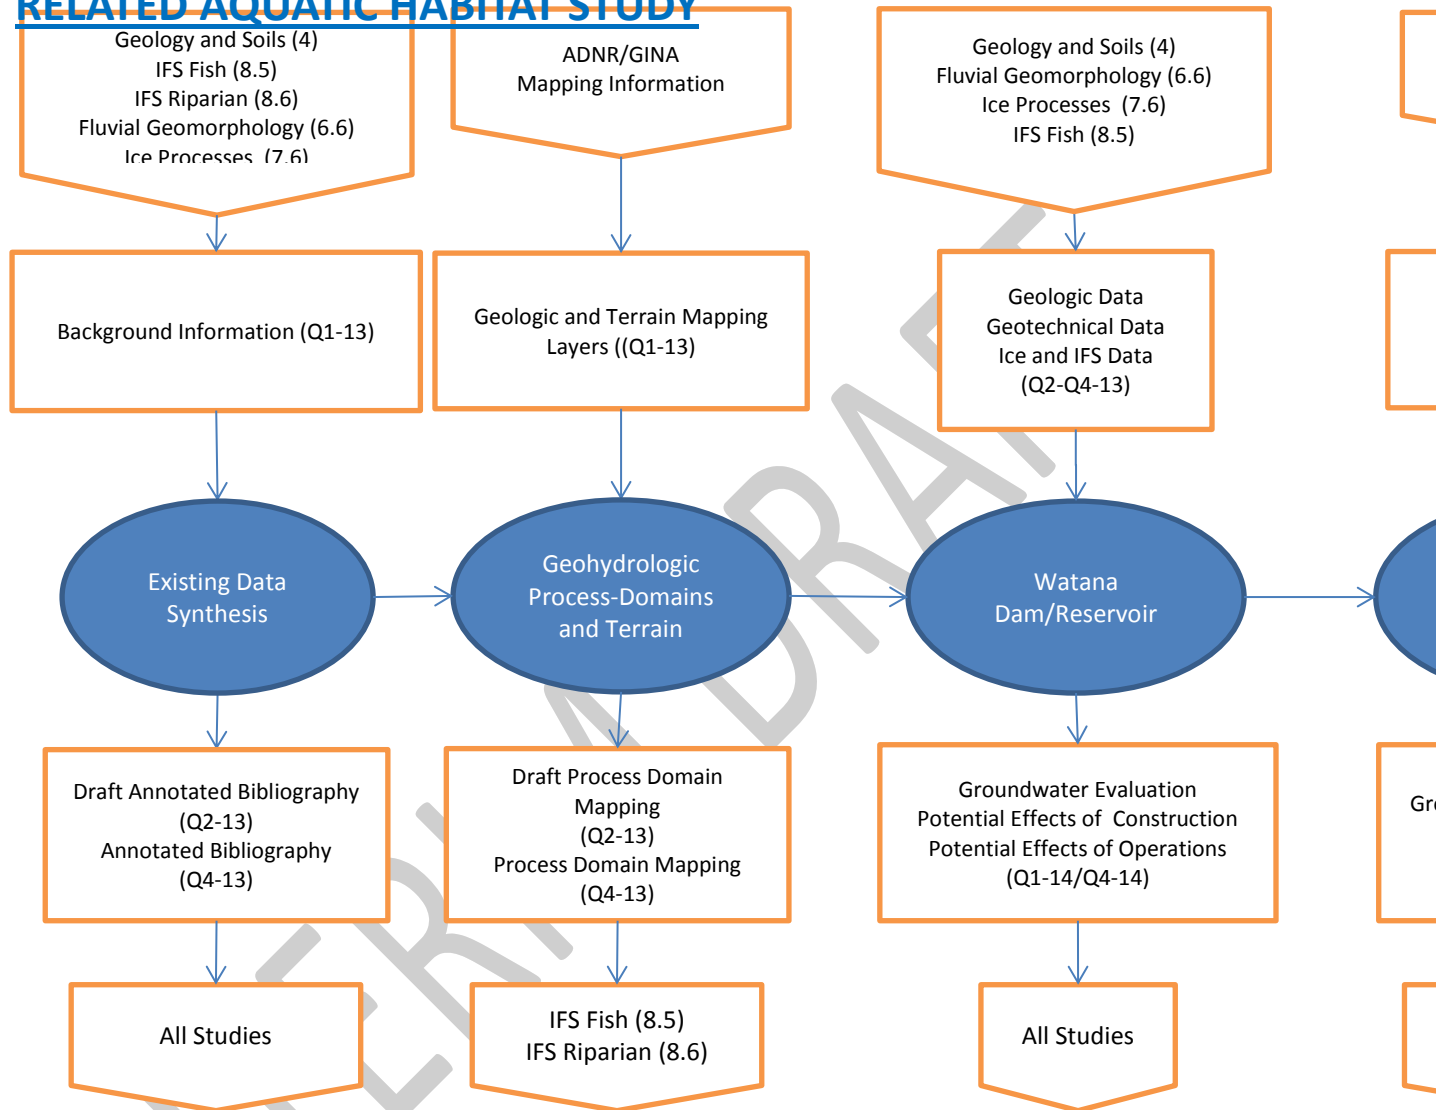 RELATED AQUATIC HABITAT STUDY
Geology and Soils (4)
IFS Fish (8.5)
IFS Riparian (8.6)
Fluvial Geomorphology (6.6)
Ice Processes (7.6)
ADNR/GINA
Mapping Information
Geology and Soils (4)
Fluvial Geomorphology (6.6)
Ice Processes (7.6)
IFS Fish (8.5)
Background Information (Q1-13)
Geologic and Terrain Mapping
Layers ((Q1-13)
Geologic Data
Geotechnical Data
Ice and IFS Data
(Q2-Q4-13)
Existing Data
Synthesis
Geohydrologic
Process-Domains
and Terrain
Watana
Dam/Reservoir
Draft Annotated Bibliography
(Q2-13)
Annotated Bibliography
(Q4-13)
Draft Process Domain
Mapping
(Q2-13)
Process Domain Mapping
(Q4-13)
Groundwater Evaluation
Potential Effects of Construction
Potential Effects of Operations
(Q1-14/Q4-14)
All Studies
IFS Fish (8.5)
IFS Riparian (8.6)
All Studies
DRAFT